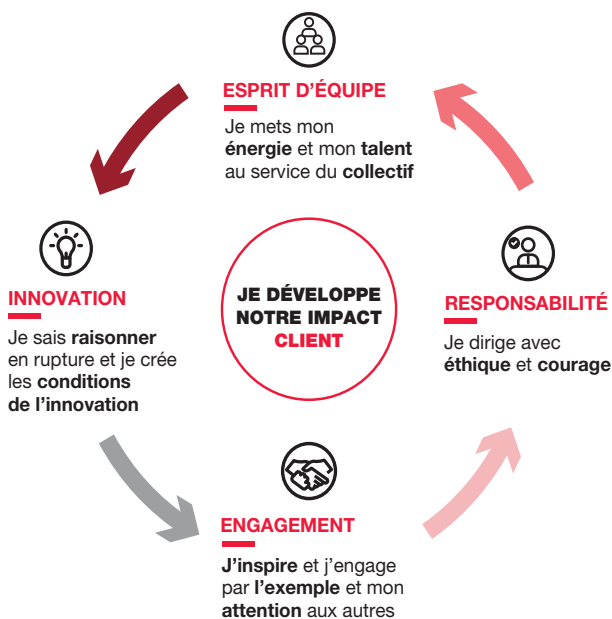 ESPRIT D'ÉQUIPE
Je mets mon
énergie et mon talent
au service du collectif
INNOVATION
Je sais raisonner
en rupture et je crée
les conditions
de l'innovation
JE DÉVELOPPE
NOTRE IMPACT
CLIENT
RESPONSABILITÉ
Je dirige avec
éthique et courage
ENGAGEMENT
J'inspire et j'engage
par l'exemple et mon
attention aux autres